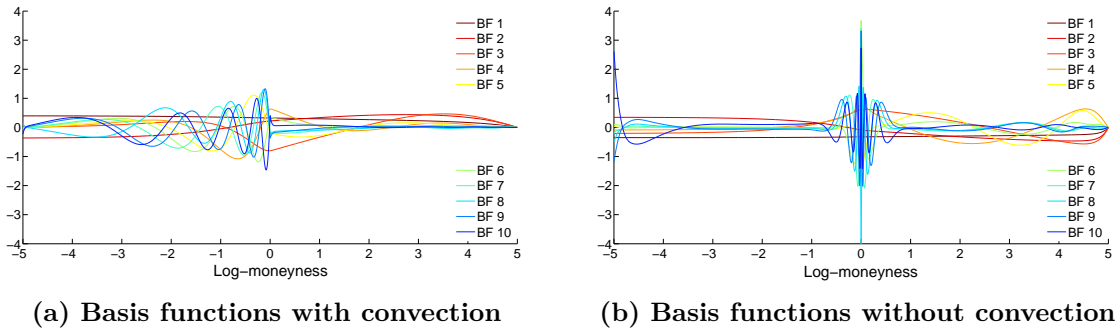 4
3
2
1
0
−1
−2
−3
−4
BF 1
BF 2
BF 3
BF 4
BF 5
BF 6
BF 7
BF 8
BF 9
BF 10
−5 −4 −3 −2 −1 0 1 2 3 4 5
Log−moneyness
(a) Basis functions with convection
4
3
2
1
0
−1
−2
−3
−4
BF 1
BF 2
BF 3
BF 4
BF 5
BF 6
BF 7
BF 8
BF 9
BF 10
−5 −4 −3 −2 −1 0 1 2 3 4 5
Log−moneyness
(b) Basis functions without convection